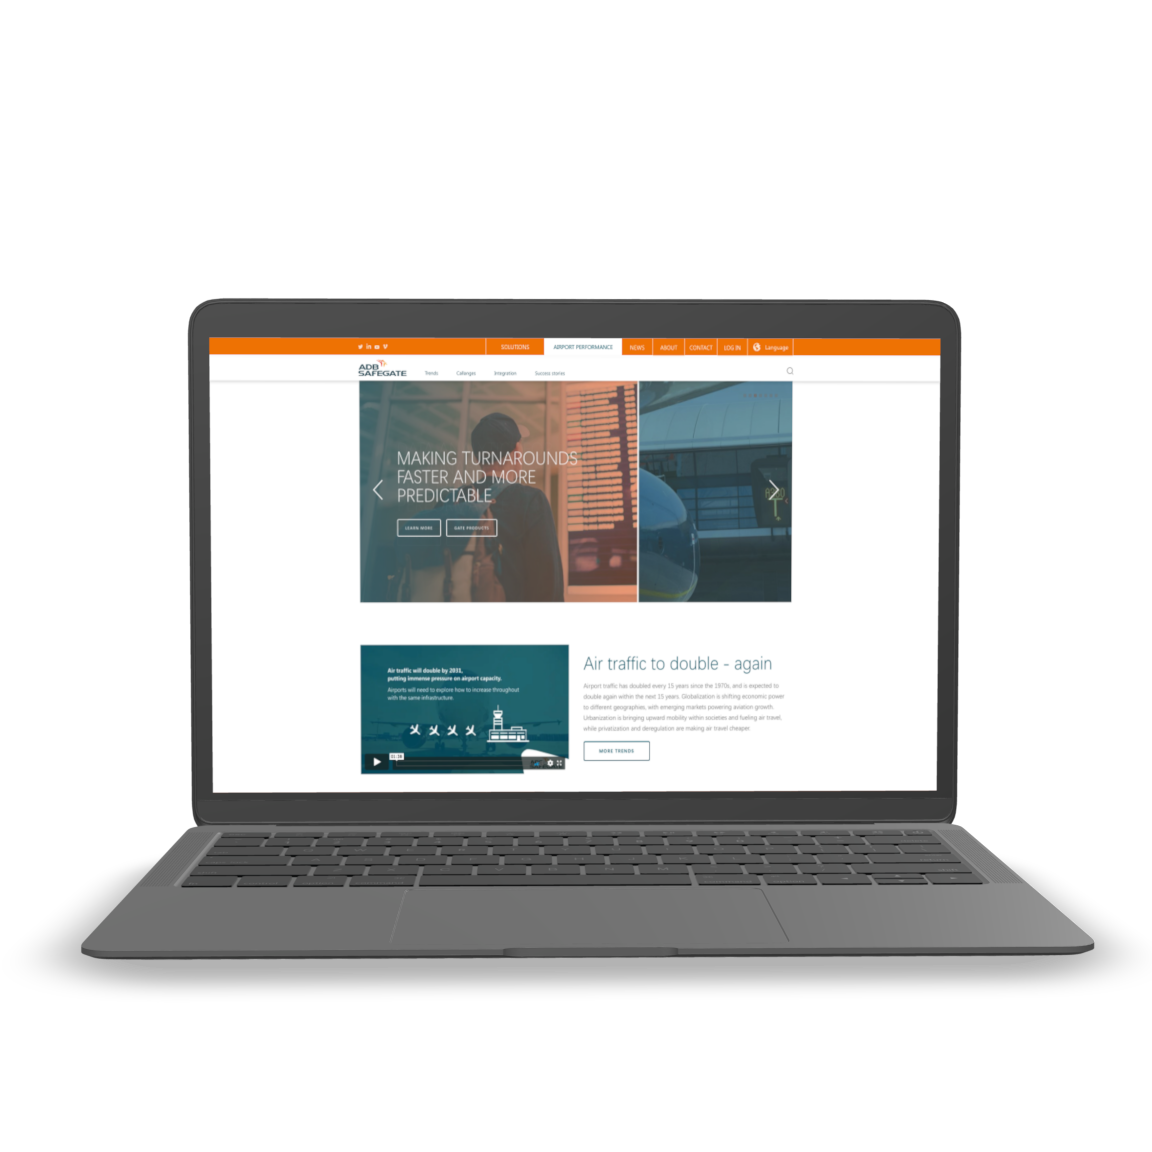 SOLUTIONS
AIRPORT PERFORMANCE
NEWS
ABOUT
CONTACT
LOG IN
Language
ADB
SAFEGATE
Trends
Callanges
Integration
Success stories
MAKING TURNAROUNDS
FASTER AND MORE
PREDICTABLE
LEARN MORE
GATE PRODUCTS
Air traffic will double by 2031,
putting immense pressure on airport capacity.
Airports will need to explore how to increase throughout
with the same infrastructure.
Air traffic to double - again
Airport traffic has doubled every 15 years since the 1970s, and is expected to
double again within the next 15 years. Globalization is shifting economic power
to different geographies, with emerging markets powering aviation growth.
Urbanization is bringing upward mobility within societies and fueling air travel,
while privatization and deregulation are making air travel cheaper
MORE TRENDS